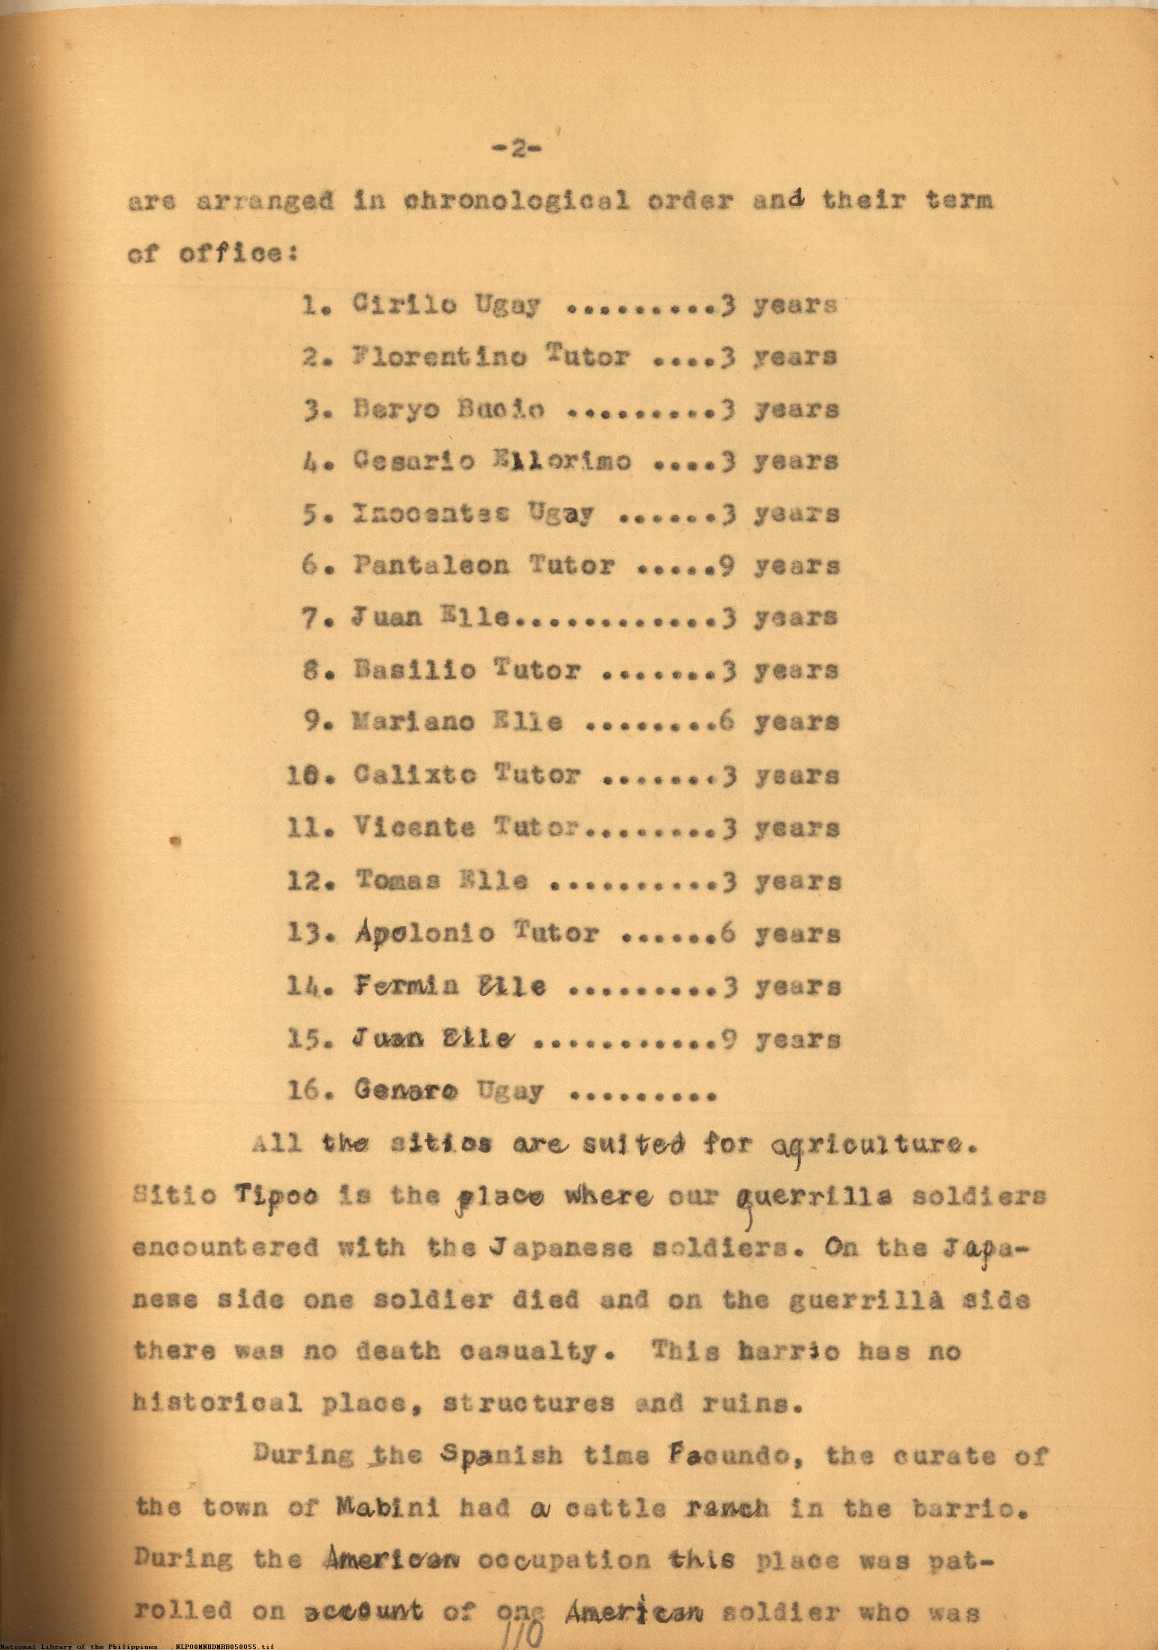 -2-
are arranged in chronological order and their term
of office:
1. Cirilo Ugay .........3 years
2. Florentino Tutor ....3 years
3. Beryo Bucio .........3 years
4. Cesario Ellorimo ....3 years
5. Inocentes Ugay ......3 years
6. Pantaleon Tutor .....9 years
7. Juan Elle............3 years
8. Basilio Tutor .......3 years
9. Mariano Elle ........6 years
10. Calixto Tutor .......3 years
11. Vicente Tutor........3 years
12. Tomas Elle ..........3 years
13. Apolonio Tutor ......6 years
14. Fermin Elle .........3 years
15. Juan Elle ...........9 years
16. Genaro Ugay .........
All the sitios are suited for agriculture.
Sitio Tipoo is the place where our guerrilla soldiers
encountered with the Japanese soldiers. On the Japa-
nese side one soldier died and on the guerrilla side
there was no death casualty. This barrio has no
historical place, structures and ruins.
During the Spanish time Facundo, the curate of
the town of Mabini had a cattle ranch in the barrio.
During the American occupation this place was pat-
rolled on account of one American soldier who was
110
National Library of the Philippines NLPOOMNBDMRB050055.tif